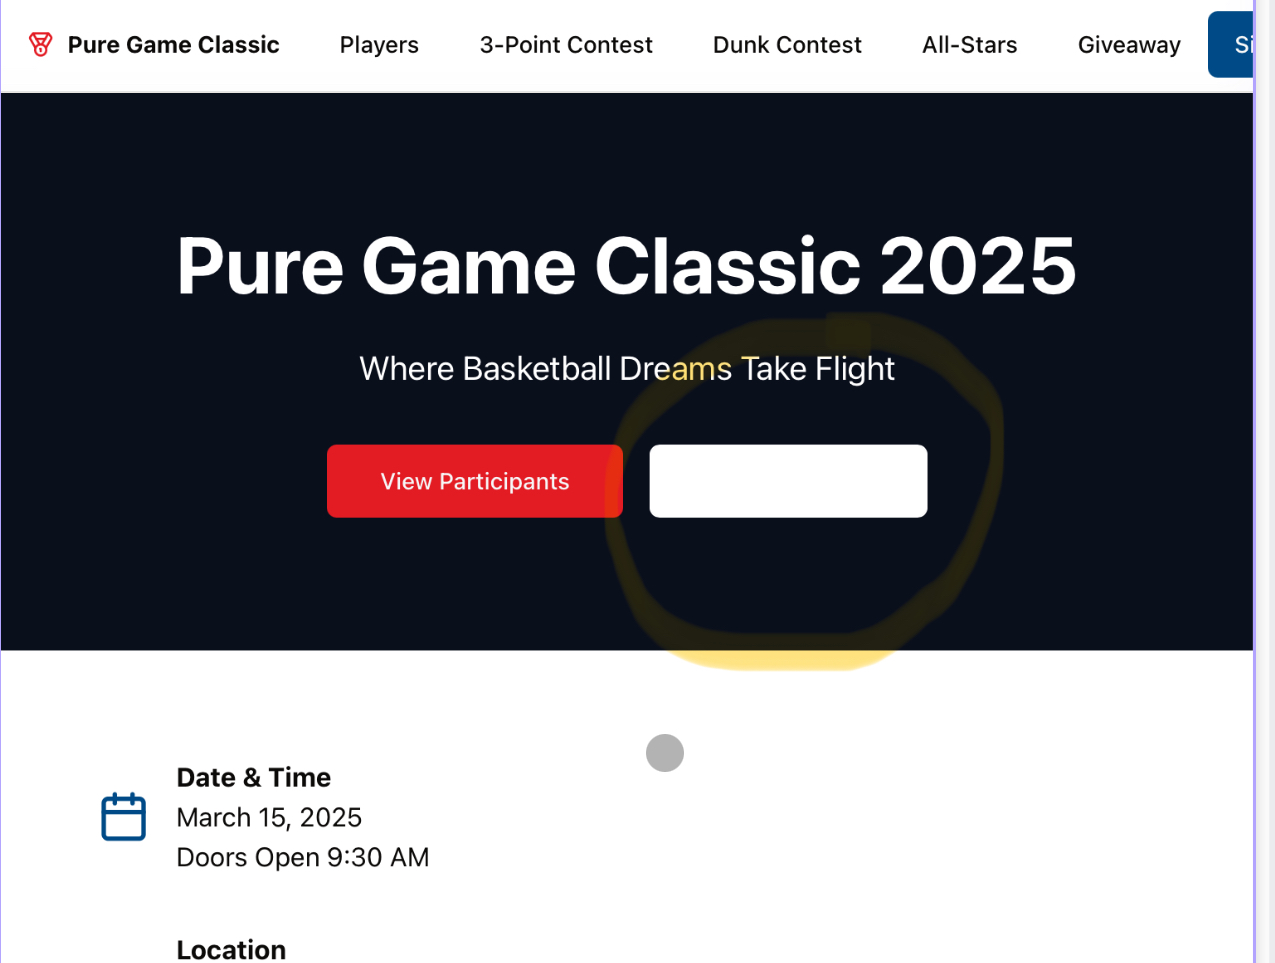 Pure Game Classic Players 3-Point Contest Dunk Contest All-Stars Giveaway Si
Pure Game Classic 2025
Where Basketball Dreams Take Flight
View Participants
Date & Time
March 15, 2025
Doors Open 9:30 AM
Location